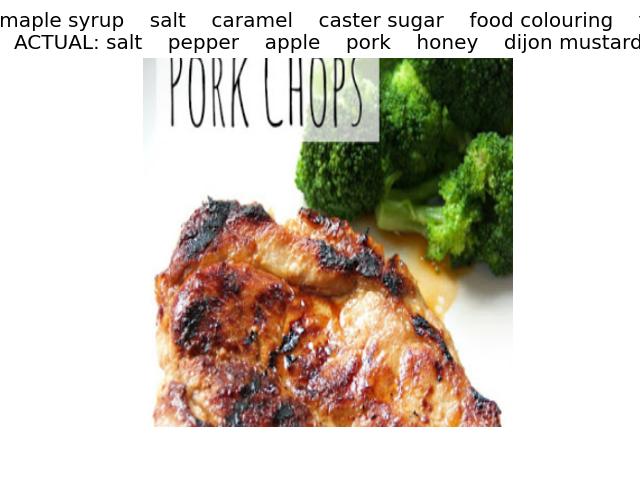 maple syrup salt caramel caster sugar food colouring
ACTUAL: salt pepper apple pork honey dijon mustard
PORK CHOPS